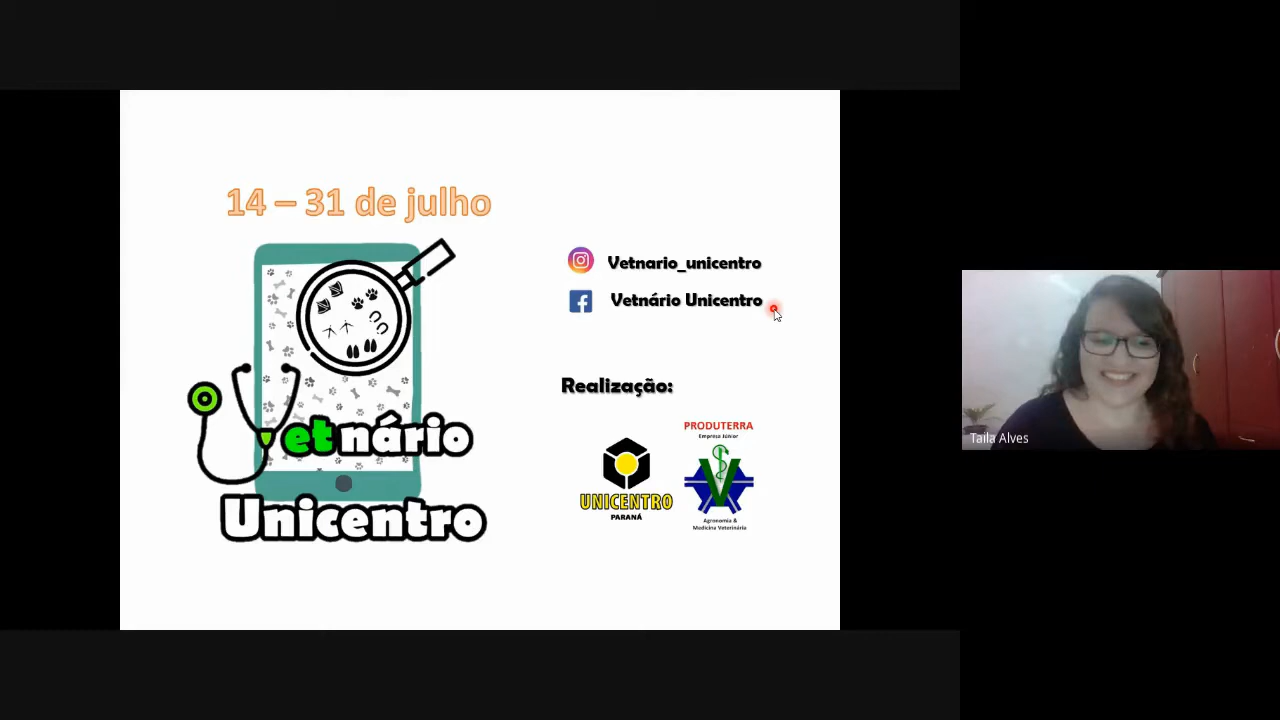 14 – 31 de julho
Vetnário
Unicentro
Vetnario_unicentro
Vetnário Unicentro
Realização:
UNICENTRO
PARANÁ
PRODUTERRA
Empresa Júnior
Agronomia &
Medicina Veterinária
Taila Alves